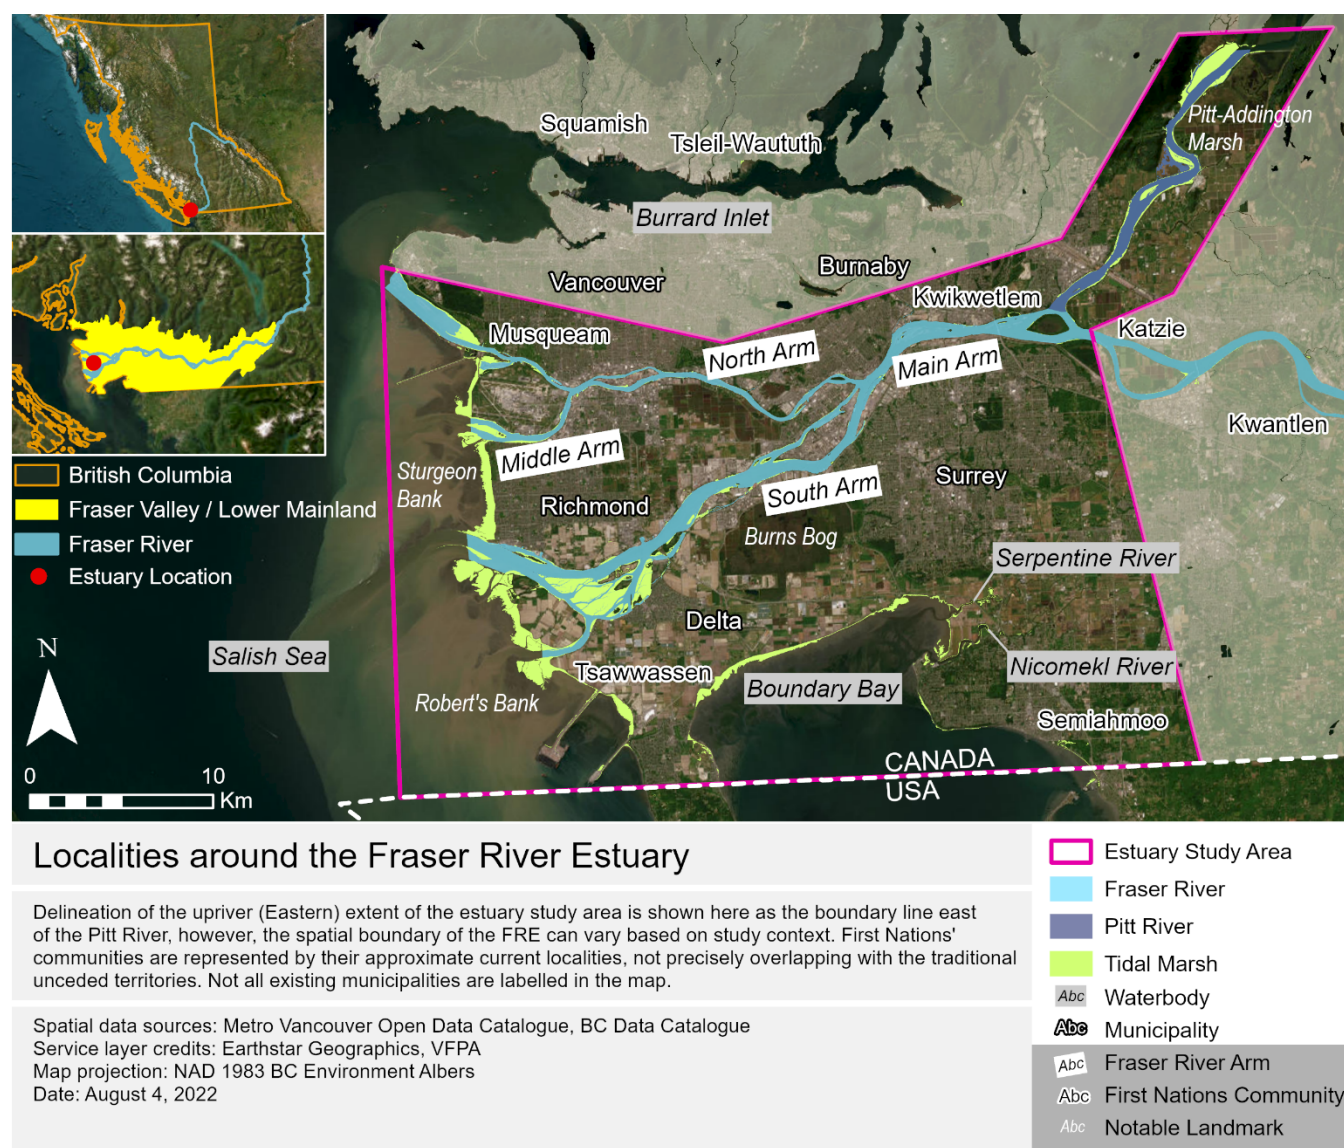 Squamish
Tsleil-Waututh
Pitt-Addington
Marsh
Burrard Inlet
Vancouver
Burnaby
Kwikwetlem
Musqueam
North Arm
Main Arm
Katzie
Kwantlen
Middle Arm
Sturgeon
Bank
Richmond
South Arm
Surrey
Burns Bog
Serpentine River
Delta
Salish Sea
Tsawwassen
Nicomekl River
Boundary Bay
Robert's Bank
Semiahmoo
CANADA
USA
British Columbia
Fraser Valley / Lower Mainland
Fraser River
Estuary Location
N
0 10
Km
Localities around the Fraser River Estuary
Delineation of the upriver (Eastern) extent of the estuary study area is shown here as the boundary line east
of the Pitt River, however, the spatial boundary of the FRE can vary based on study context. First Nations'
communities are represented by their approximate current localities, not precisely overlapping with the traditional
unceded territories. Not all existing municipalities are labelled in the map.
Spatial data sources: Metro Vancouver Open Data Catalogue, BC Data Catalogue
Service layer credits: Earthstar Geographics, VFPA
Map projection: NAD 1983 BC Environment Albers
Date: August 4, 2022
Estuary Study Area
Fraser River
Pitt River
Tidal Marsh
Abc Waterbody
Abc Municipality
Abc Fraser River Arm
Abc First Nations Community
Abc Notable Landmark